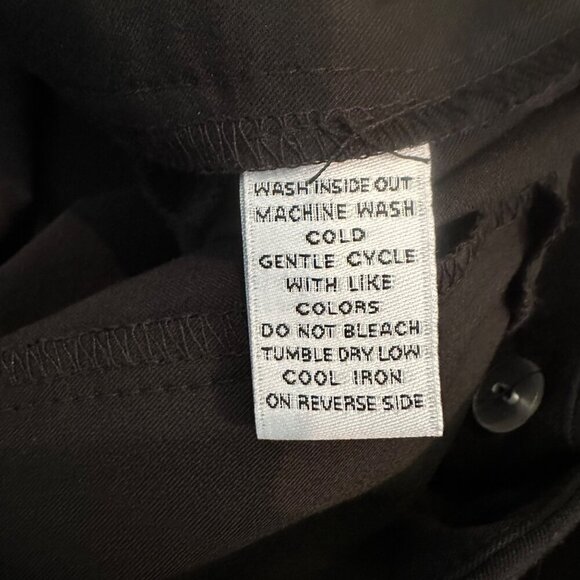 WASH INSIDE OUT
MACHINE WASH
COLD
GENTLE CYCLE
WITH LIKE
COLORS
DO NOT BLEACH
TUMBLE DRY LOW
COOL IRON
ON REVERSE SIDE